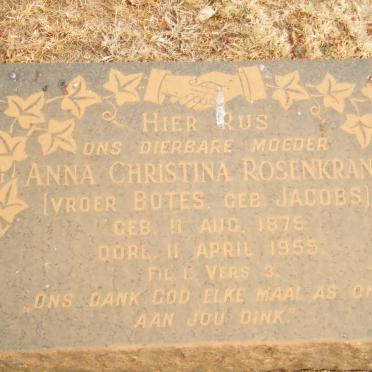 HIER RUS
ONS DIERBARE MOEDER
ANNA CHRISTINA ROSENKRAN
(VROER BOTES, GEB. JACOBS)
GEB. 11 AUG. 1875
OORL. 11 APRIL 1955.
FIL 1. VERS 3.
„ONS DANK GOD ELKE MAAL AS ON
AAN JOU DINK"